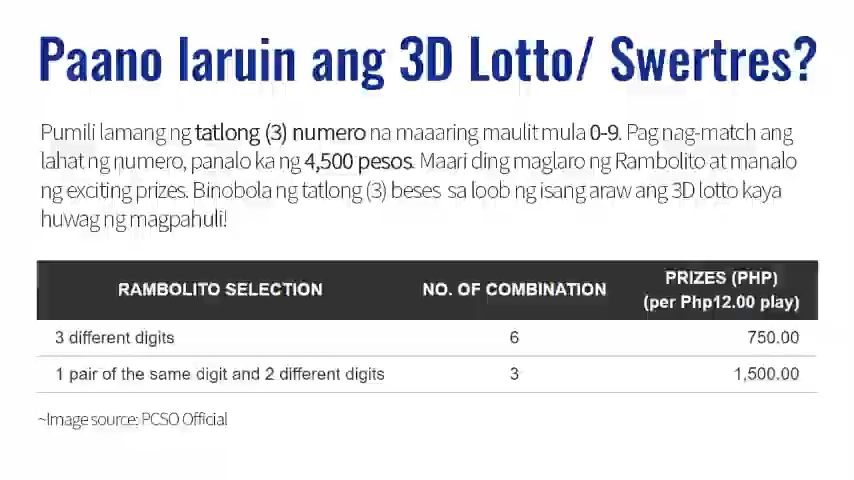 Paano laruin ang 3D Lotto/ Swertres?
Pumili lamang ng tatlong (3) numero na maaaring maulit mula 0-9. Pag nag-match ang
lahat ng numero, panalo ka ng 4,500 pesos. Maari ding maglaro ng Rambolito at manalo
ng exciting prizes. Binobola ng tatlong (3) beses sa loob ng isang araw ang 3D lotto kaya
huwag ng magpahuli!
RAMBOLITO SELECTION NO. OF COMBINATION PRIZES (PHP)
(per Php12.00 play)
3 different digits 6 750.00
1 pair of the same digit and 2 different digits 3 1,500.00
~Image source: PCSO Official